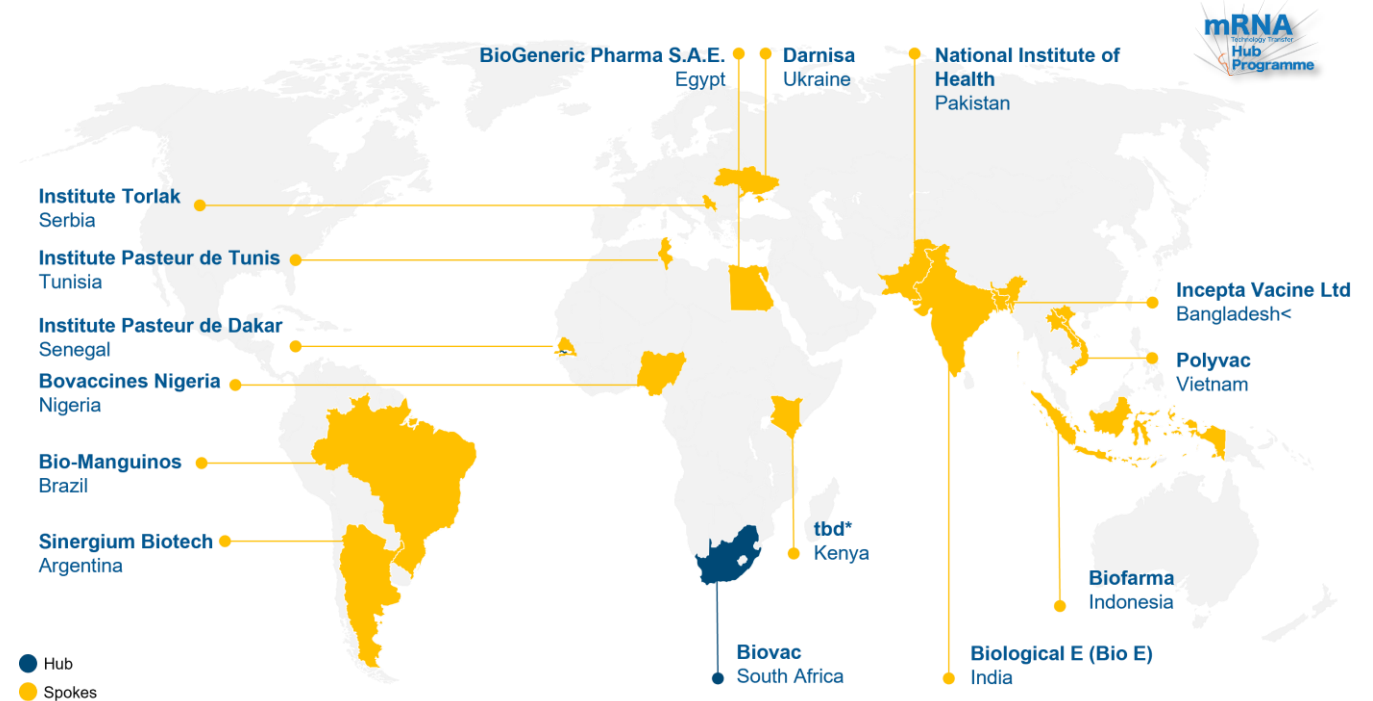 mRNA
Technology Transfer
Hub
Programme
BioGeneric Pharma S.A.E.
Egypt
Darnisa
Ukraine
National Institute of
Health
Pakistan
Institute Torlak
Serbia
Institute Pasteur de Tunis
Tunisia
Institute Pasteur de Dakar
Senegal
Bovaccines Nigeria
Nigeria
Bio-Manguinos
Brazil
Sinergium Biotech
Argentina
Incepta Vacine Ltd
Bangladesh<
Polyvac
Vietnam
tbd*
Kenya
Biofarma
Indonesia
Biovac
South Africa
Biological E (Bio E)
India
Hub
Spokes